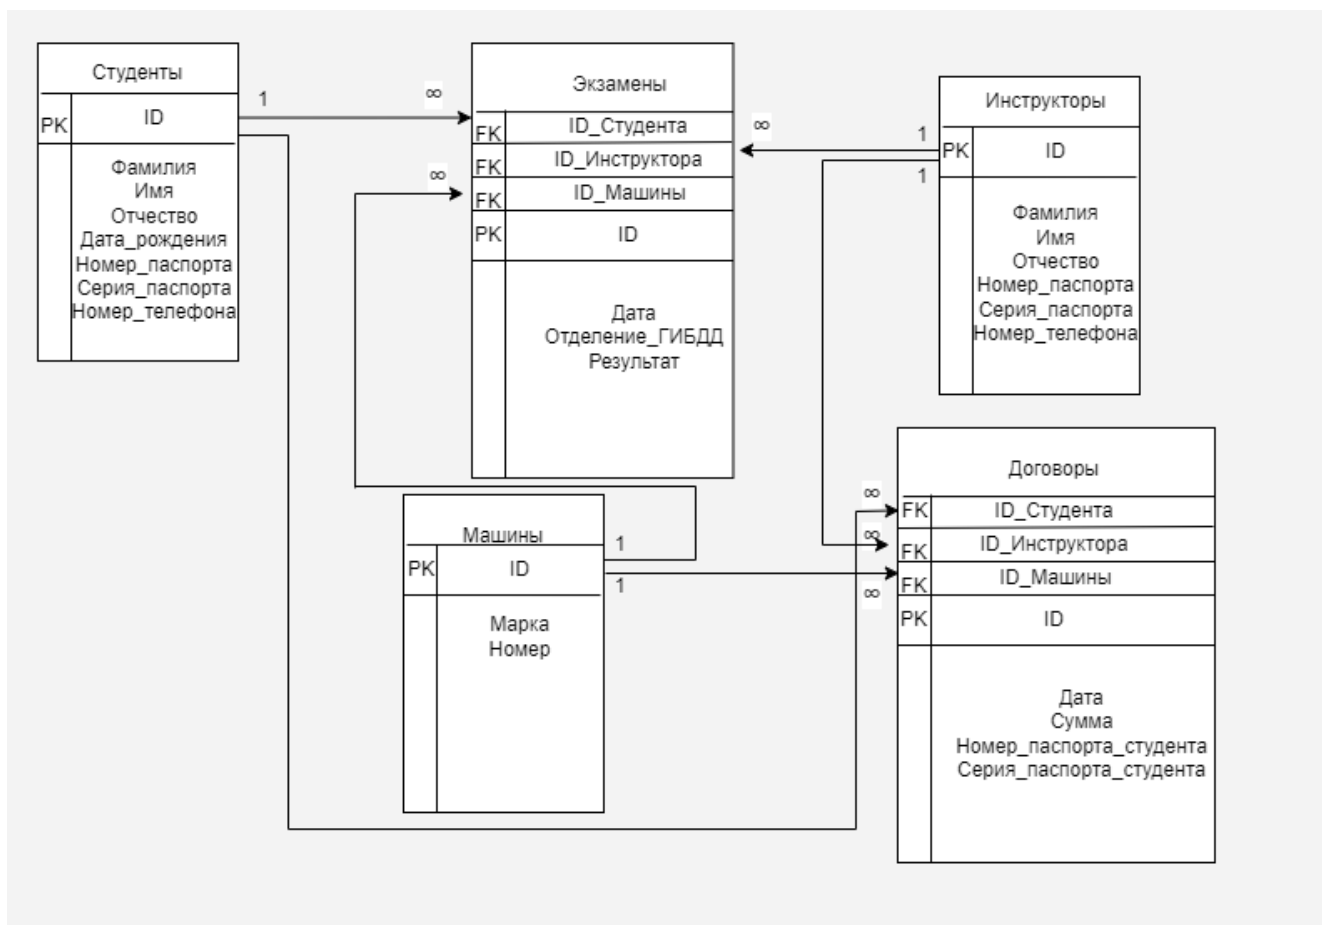 Студенты
PK
ID
Фамилия
Имя
Отчество
Дата_рождения
Номер_паспорта
Серия_паспорта
Номер_телефона
1
∞
∞
Экзамены
FK
ID_Студента
FK
ID_Инструктора
FK
ID_Машины
PK
ID
Дата
Отделение_ГИБДД
Результат
∞
1
1
Инструкторы
PK
ID
Фамилия
Имя
Отчество
Номер_паспорта
Серия_паспорта
Номер_телефона
Машины
PK
ID
Марка
Номер
1
1
∞
∞
∞
Договоры
FK
ID_Студента
FK
ID_Инструктора
FK
ID_Машины
PK
ID
Дата
Сумма
Номер_паспорта_студента
Серия_паспорта_студента